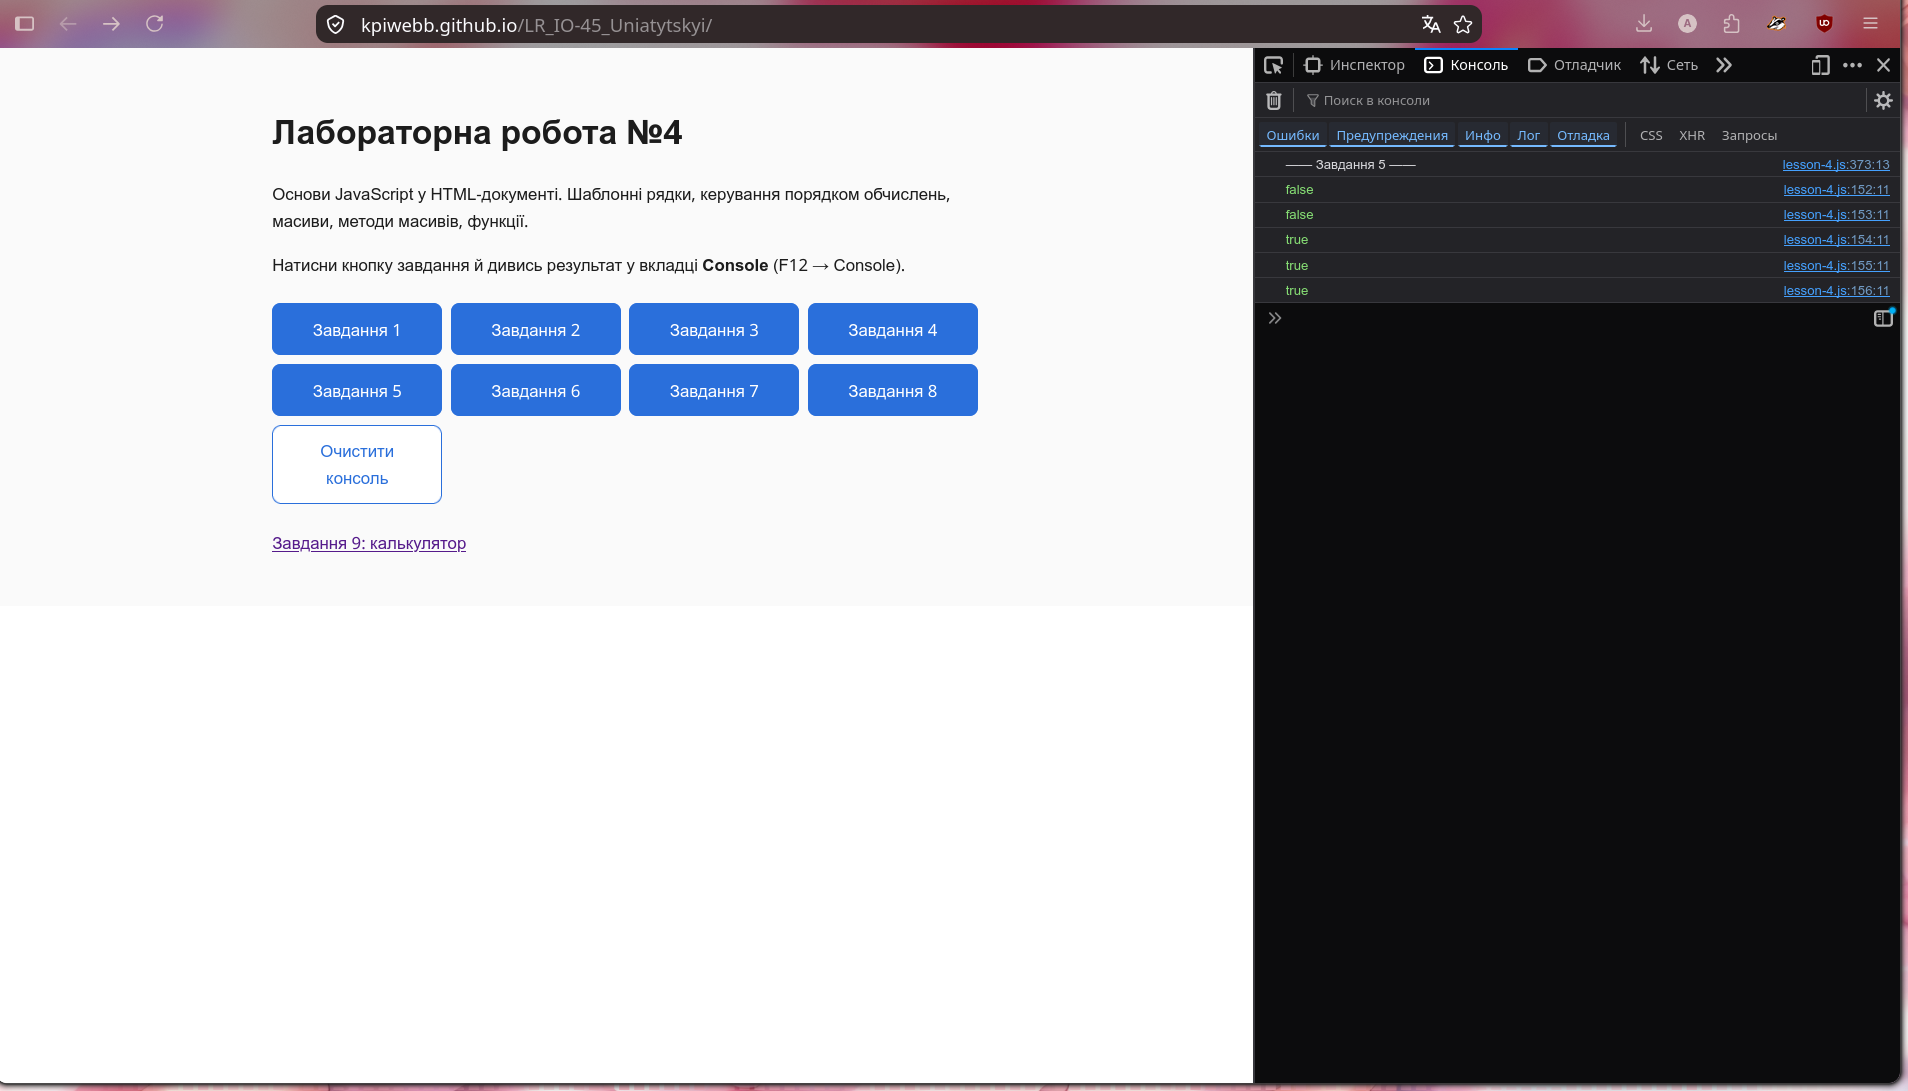 kpiwebb.github.io/LR_IO-45_Uniatytskyi/
A
Инспектор
Консоль
Отладчик
Сеть
Поиск в консоли
Ошибки Предупреждения Инфо Лог Отладка CSS XHR Запросы
—— Завдання 5 —— lesson-4.js:373:13
false lesson-4.js:152:11
false lesson-4.js:153:11
true lesson-4.js:154:11
true lesson-4.js:155:11
true lesson-4.js:156:11
Лабораторна робота №4
Основи JavaScript у HTML-документі. Шаблонні рядки, керування порядком обчислень,
масиви, методи масивів, функції.
Натисни кнопку завдання й дивись результат у вкладці Console (F12 → Console).
Завдання 1
Завдання 2
Завдання 3
Завдання 4
Завдання 5
Завдання 6
Завдання 7
Завдання 8
Очистити
консоль
Завдання 9: калькулятор